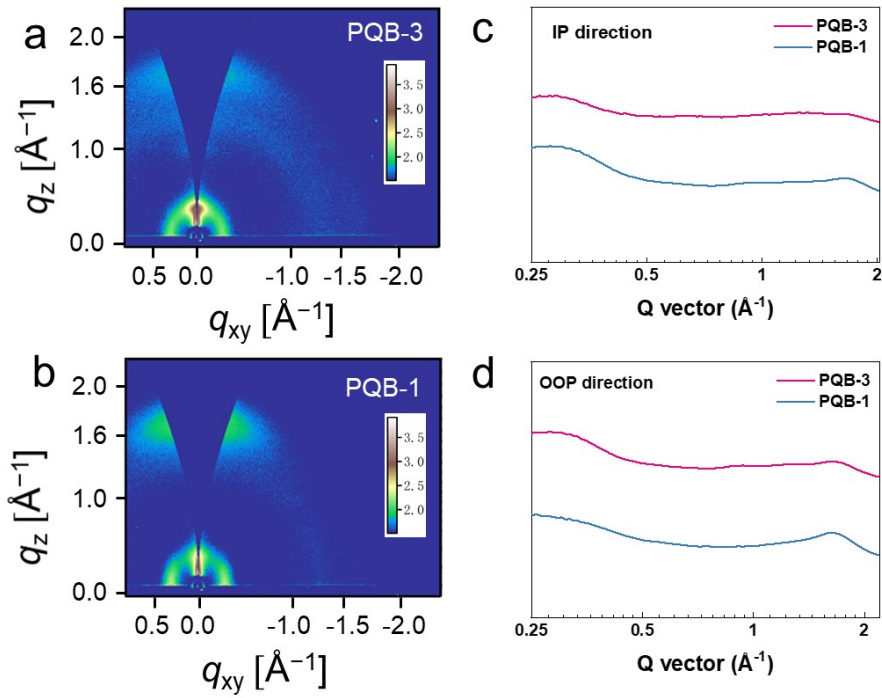 a
PQB-3
2.0
1.6
1.0
0.0
3.5
3.0
2.5
2.0
0.5 0.0 -1.0 -2.0
qz [Å−1]
qxy [Å−1]
b
PQB-1
2.0
1.6
1.0
0.0
3.5
3.0
2.5
2.0
0.5 0.0 -1.0 -2.0
qz [Å−1]
qxy [Å−1]
c
IP direction
PQB-3
PQB-1
0.25 0.5 1 2
Q vector (Å-1)
d
OOP direction
PQB-3
PQB-1
0.25 0.5 1 2
Q vector (Å-1)